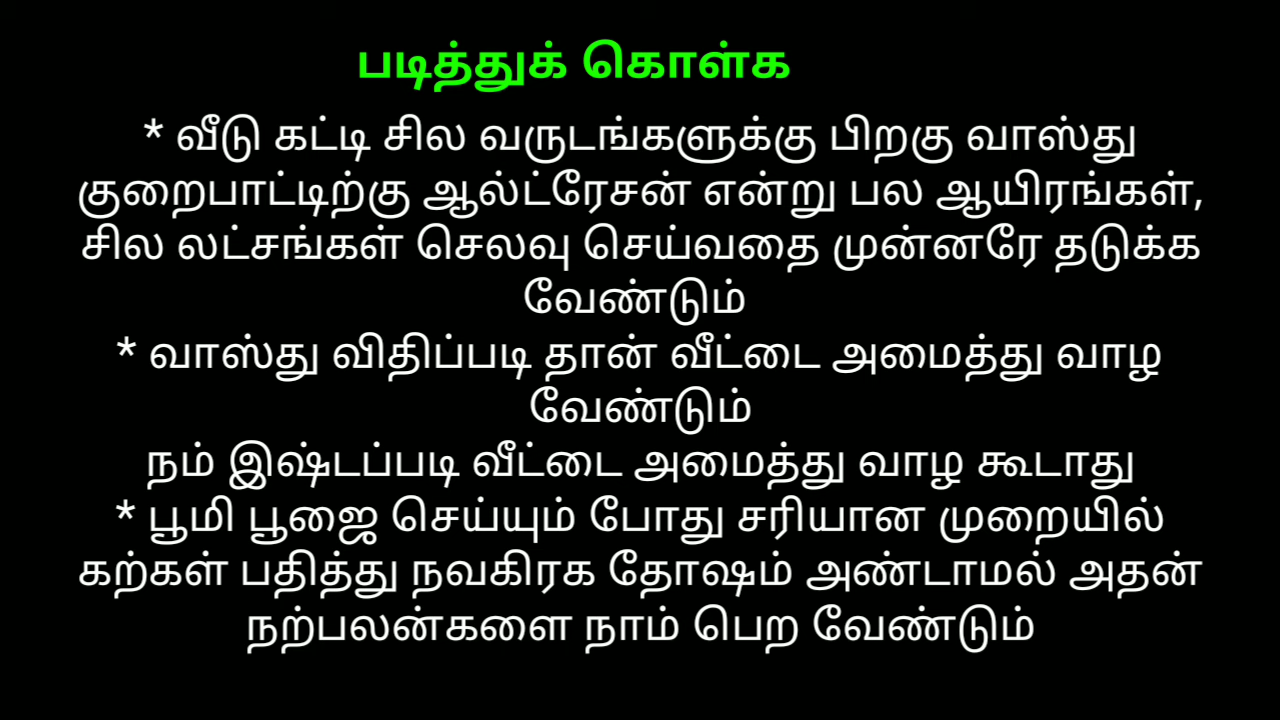 படித்துக் கொள்க
* வீடு கட்டி சில வருடங்களுக்கு பிறகு வாஸ்து
குறைபாட்டிற்கு ஆல்ட்ரேசன் என்று பல ஆயிரங்கள்,
சில லட்சங்கள் செலவு செய்வதை முன்னரே தடுக்க
வேண்டும்
* வாஸ்து விதிப்படி தான் வீட்டை அமைத்து வாழ
வேண்டும்
நம் இஷ்டப்படி வீட்டை அமைத்து வாழ கூடாது
* பூமி பூஜை செய்யும் போது சரியான முறையில்
கற்கள் பதித்து நவகிரக தோஷம் அண்டாமல் அதன்
நற்பலன்களை நாம் பெற வேண்டும்